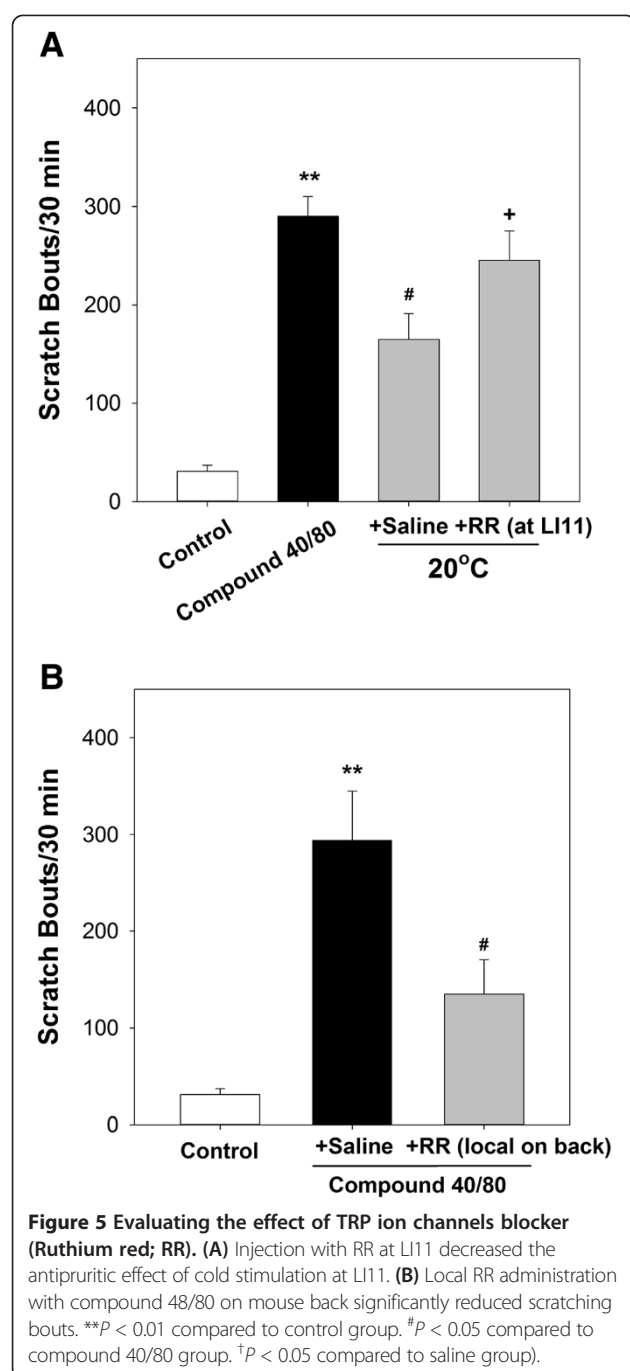 A
Scratch Bouts/30 min
400
300
200
100
0
**
#
+
Control
Compound 40/80
+Saline +RR (at LI11)
20°C
B
Scratch Bouts/30 min
400
300
200
100
0
**
#
Control
+Saline +RR (local on back)
Compound 40/80
Figure 5 Evaluating the effect of TRP ion channels blocker
(Ruthium red; RR). (A) Injection with RR at LI11 decreased the
antipruritic effect of cold stimulation at LI11. (B) Local RR administration
with compound 48/80 on mouse back significantly reduced scratching
bouts. **P < 0.01 compared to control group. #P < 0.05 compared to
compound 40/80 group. †P < 0.05 compared to saline group).